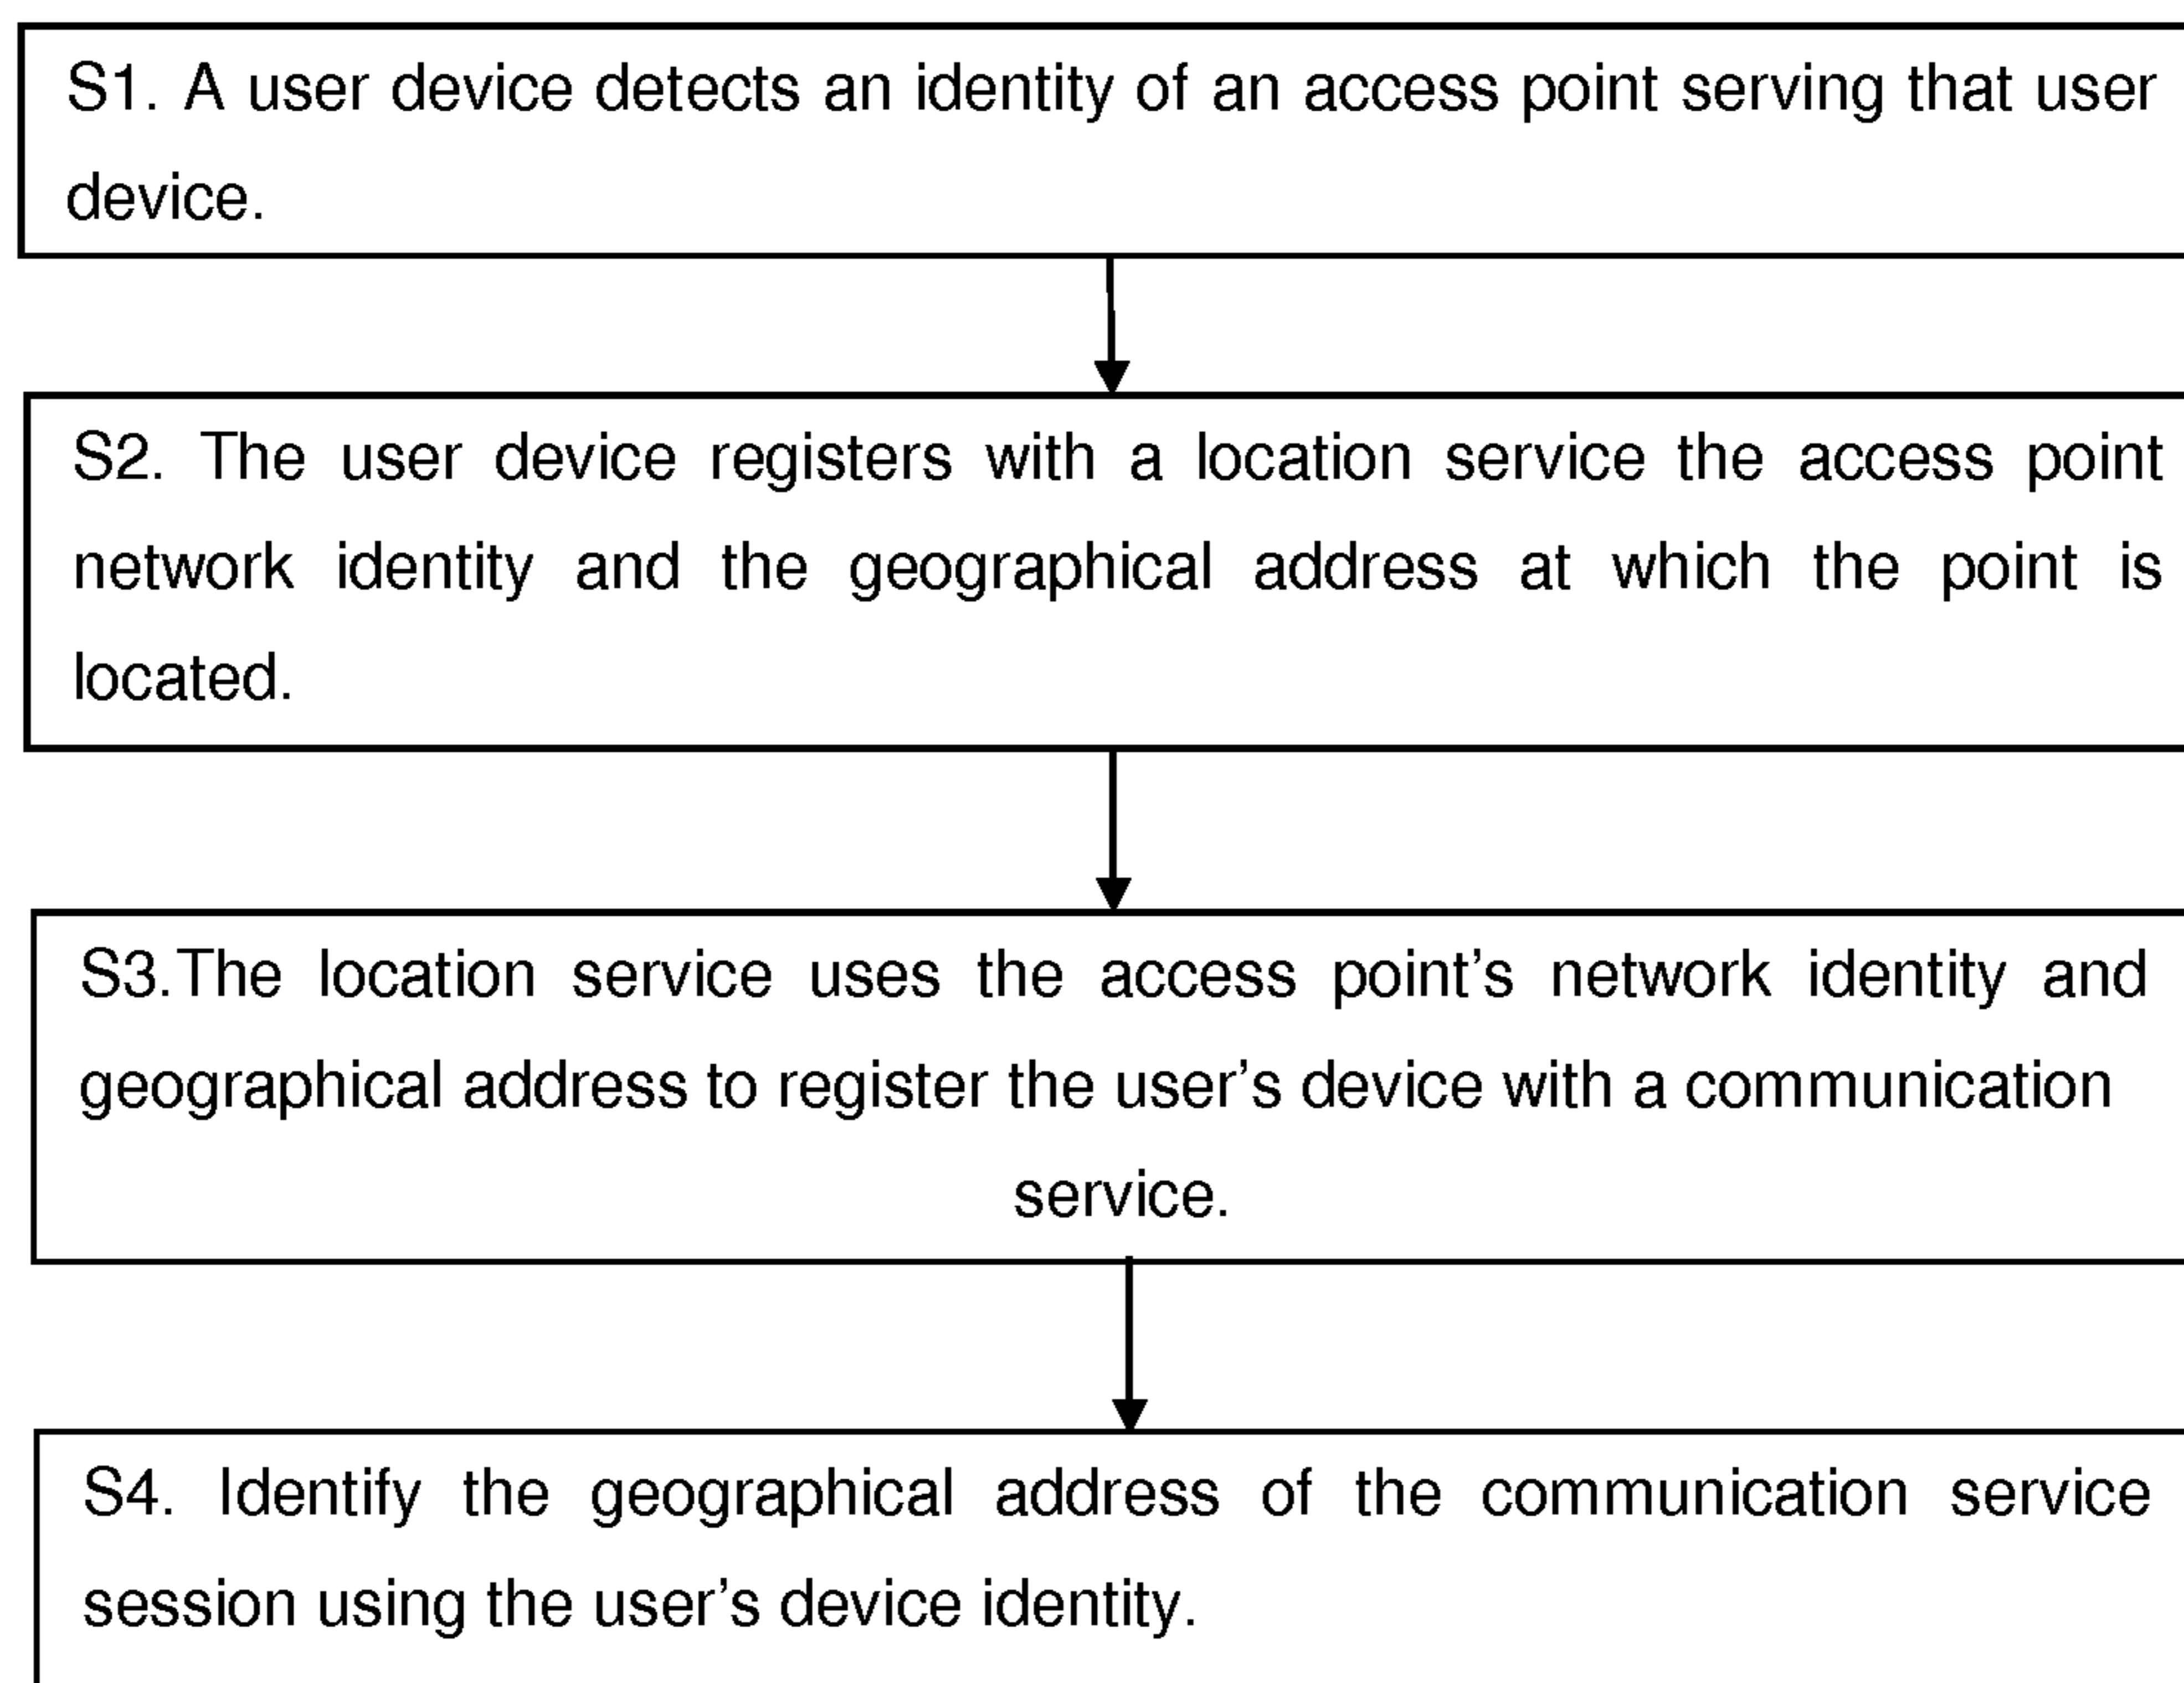 S1. A user device detects an identity of an access point serving that user
device.
S2. The user device registers with a location service the access point
network identity and the geographical address at which the point is
located.
S3.The location service uses the access point's network identity and
geographical address to register the user's device with a communication
service.
S4. Identify the geographical address of the communication service
session using the user's device identity.